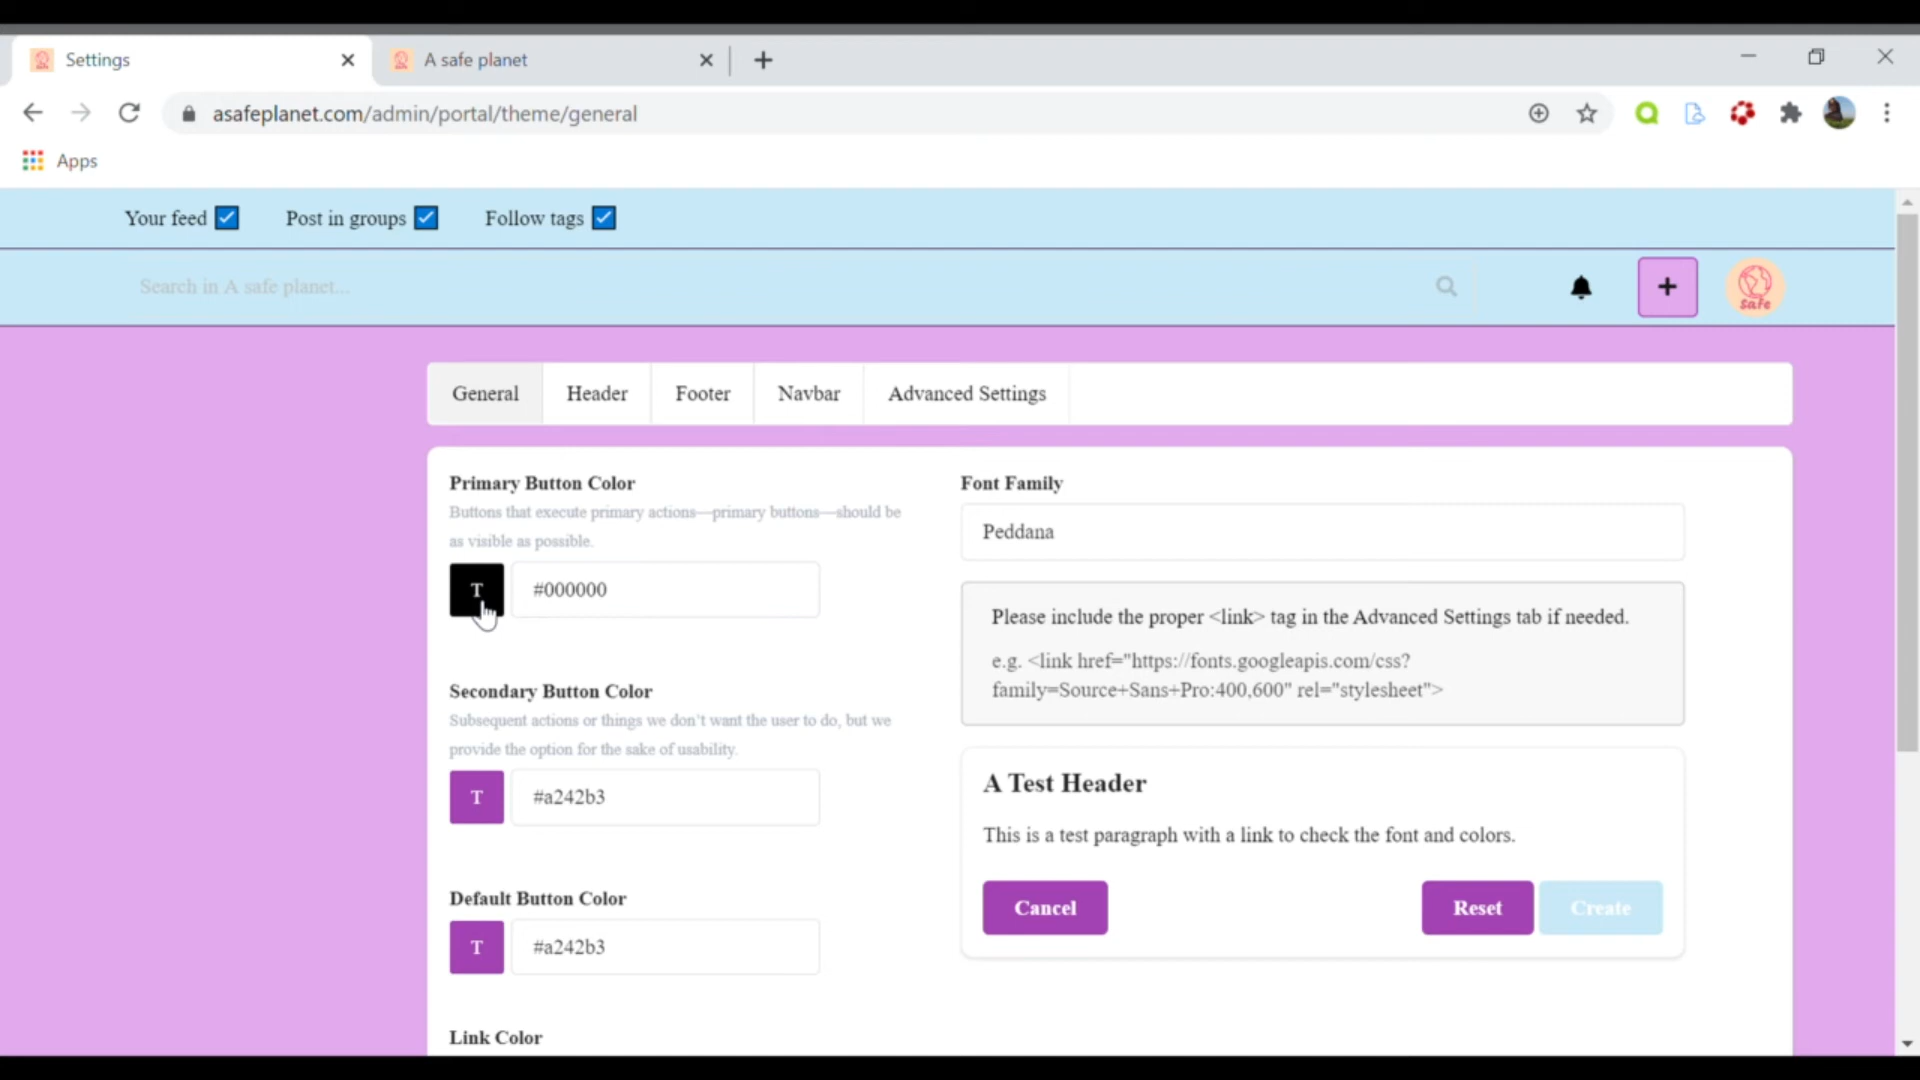 Settings
A safe planet
asafeplanet.com/admin/portal/theme/general
Apps
Your feed
Post in groups
Follow tags
Search in A safe planet...
safe
General
Header
Footer
Navbar
Advanced Settings
Primary Button Color
Buttons that execute primary actions—primary buttons—should be
as visible as possible.
T
#000000
Secondary Button Color
Subsequent actions or things we don't want the user to do, but we
provide the option for the sake of usability.
T
#a242b3
Default Button Color
T
#a242b3
Link Color
Font Family
Peddana
Please include the proper <link> tag in the Advanced Settings tab if needed.
e.g. <link href="https://fonts.googleapis.com/css?
family=Source+Sans+Pro:400,600" rel="stylesheet">
A Test Header
This is a test paragraph with a link to check the font and colors.
Cancel
Reset
Create